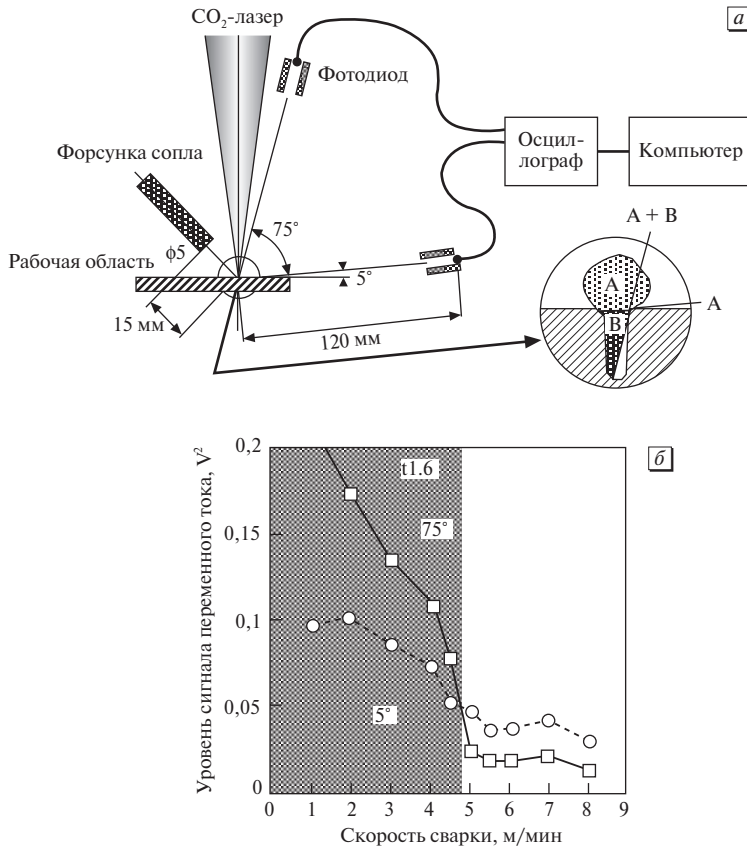 CO₂-лазер
а
Фотодиод
Осцил-
лограф
Компьютер
Форсунка сопла
ϕ5
75°
A + B
Рабочая область
5°
A
A
B
15 мм
120 мм
0,2
б
t1.6
0,15
75°
0,1
0,05
5°
0
0 1 2 3 4 5 6 7 8 9
Уровень сигнала переменного тока, V²
Скорость сварки, м/мин